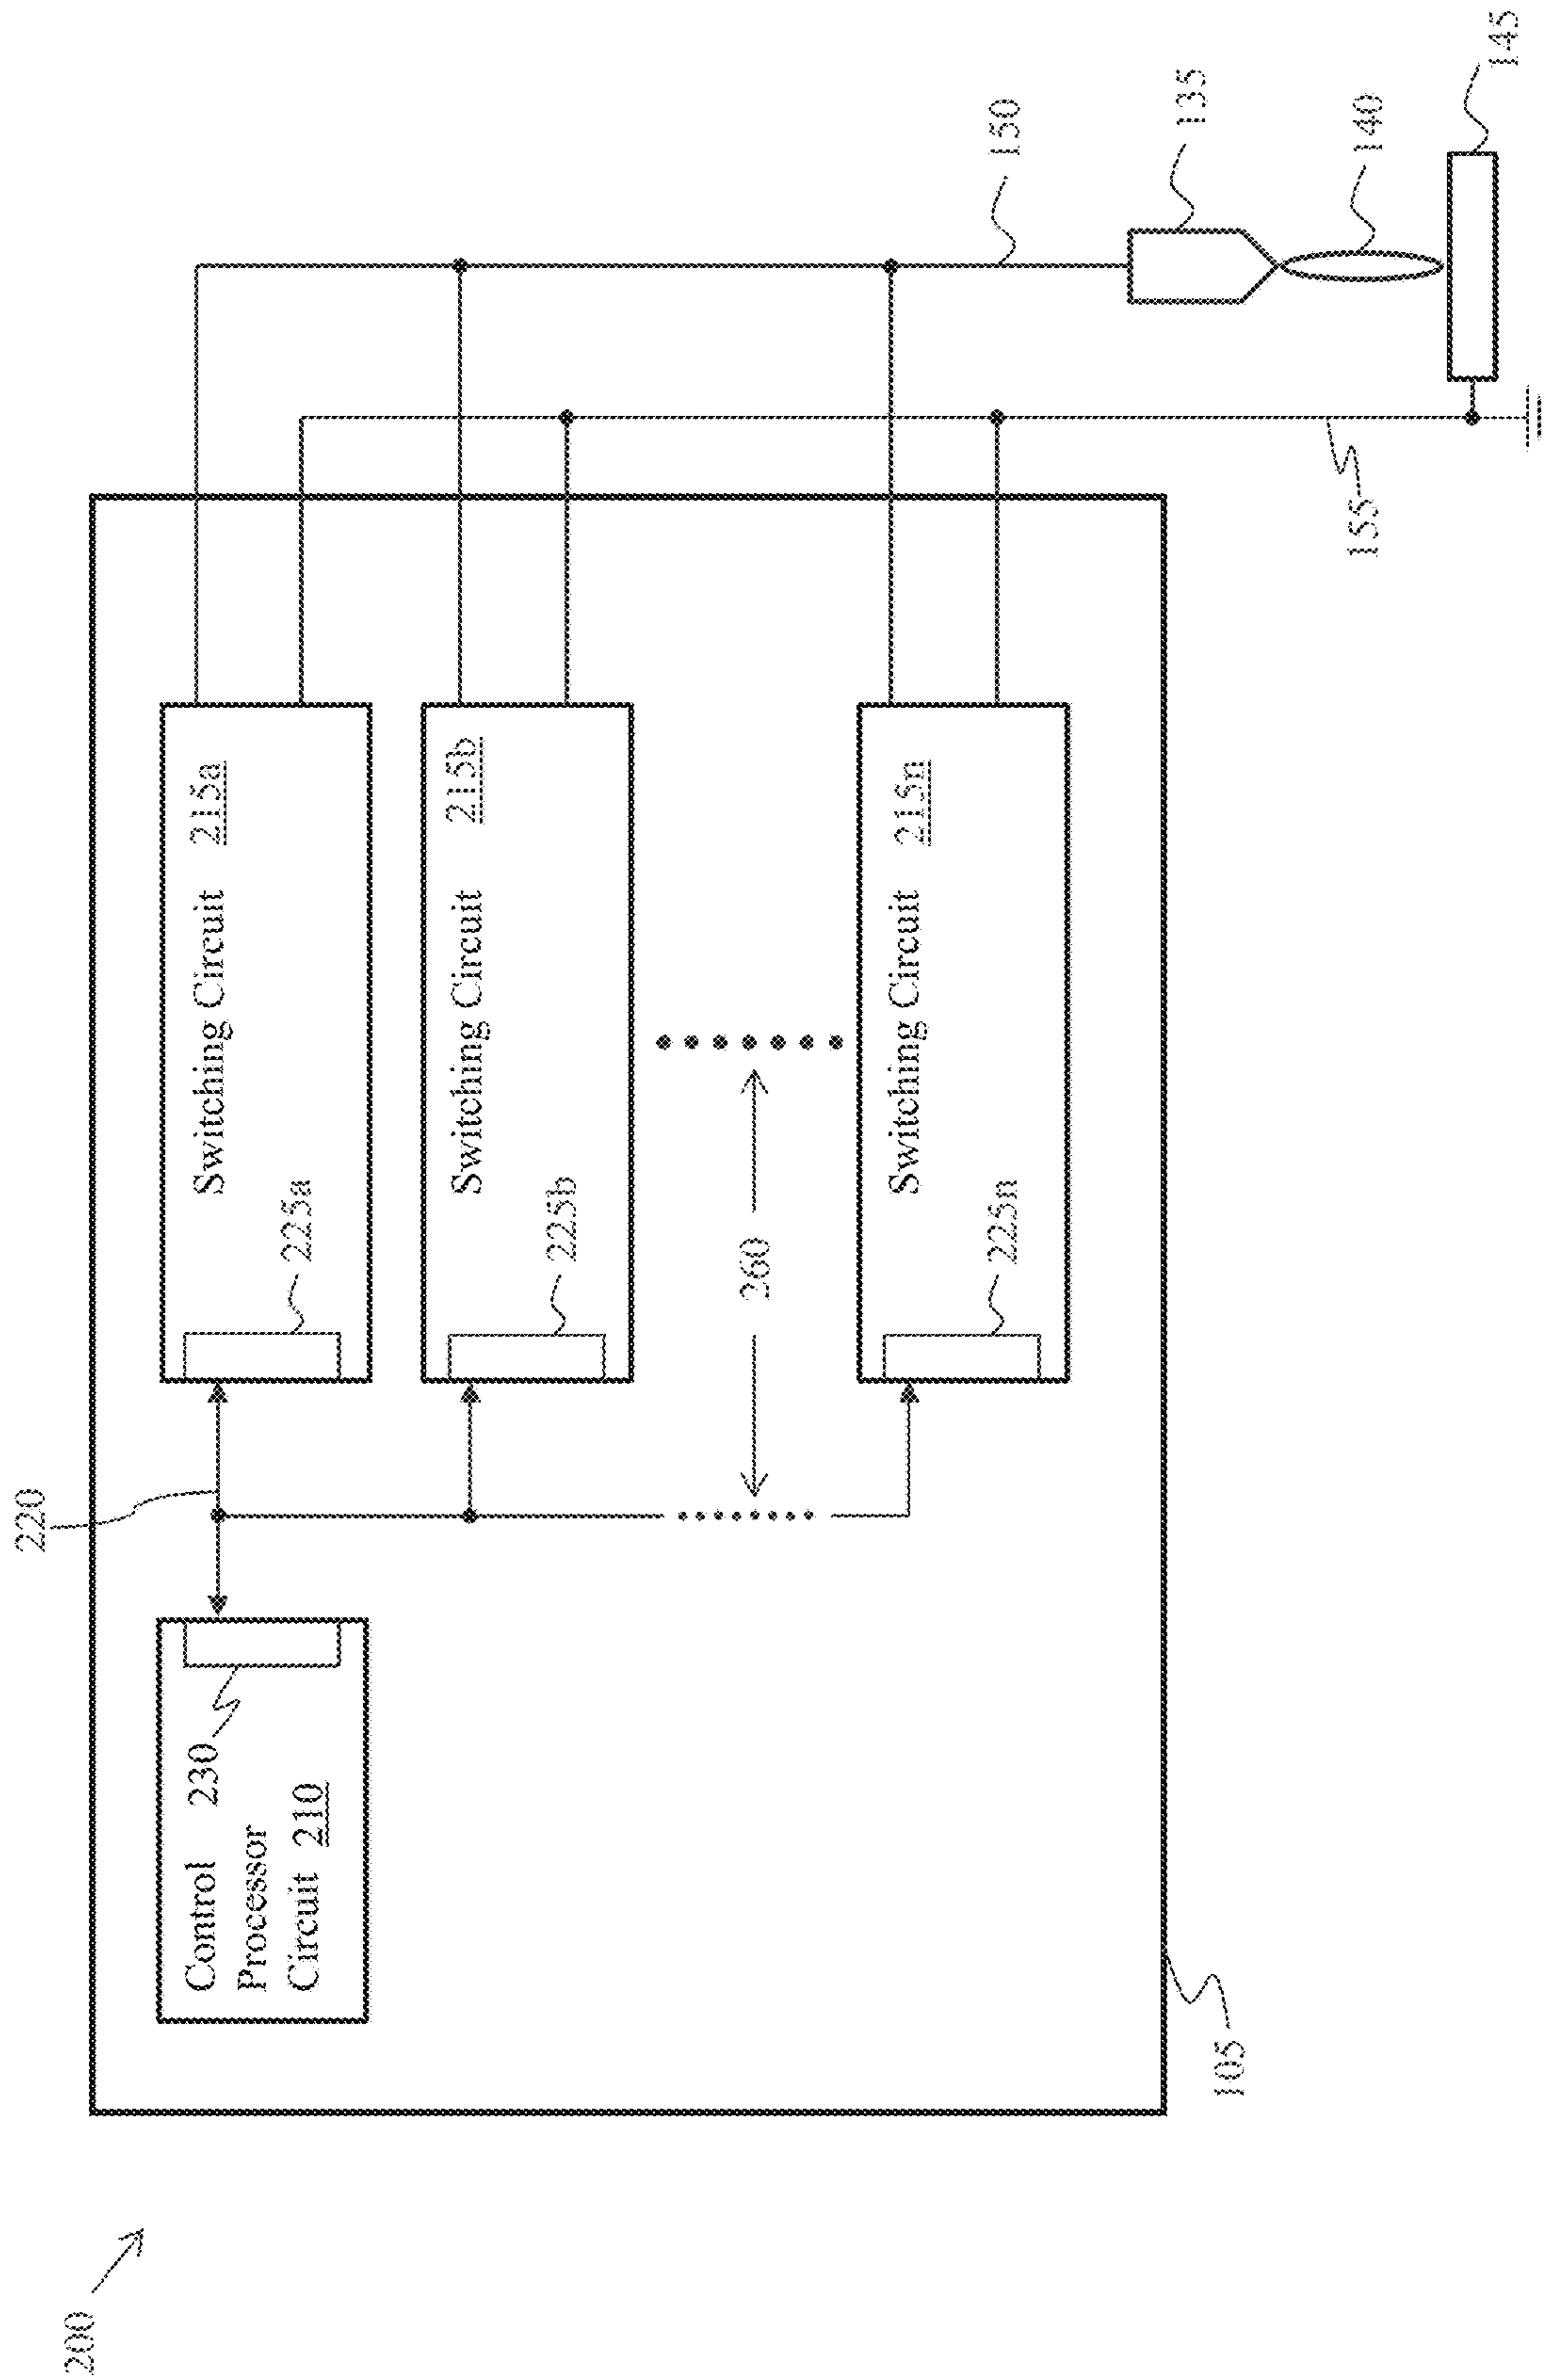 200
220
Control 230
Processor
Circuit 210
Switching Circuit 215a
225a
Switching Circuit 215b
225b
260
Switching Circuit 215n
225n
105
150
135
140
155
145